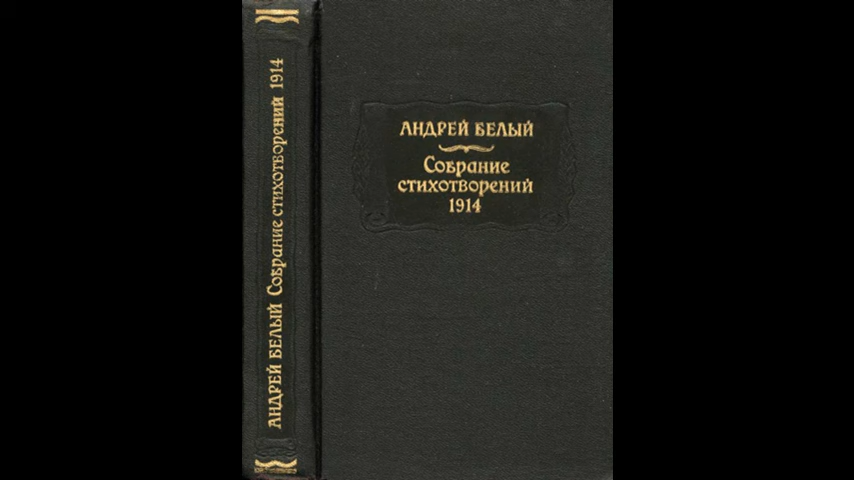 АНДРЕЙ БЕЛЫЙ Собрание стихотворений 1914
АНДРЕЙ БЕЛЫЙ
Собрание
стихотворений
1914